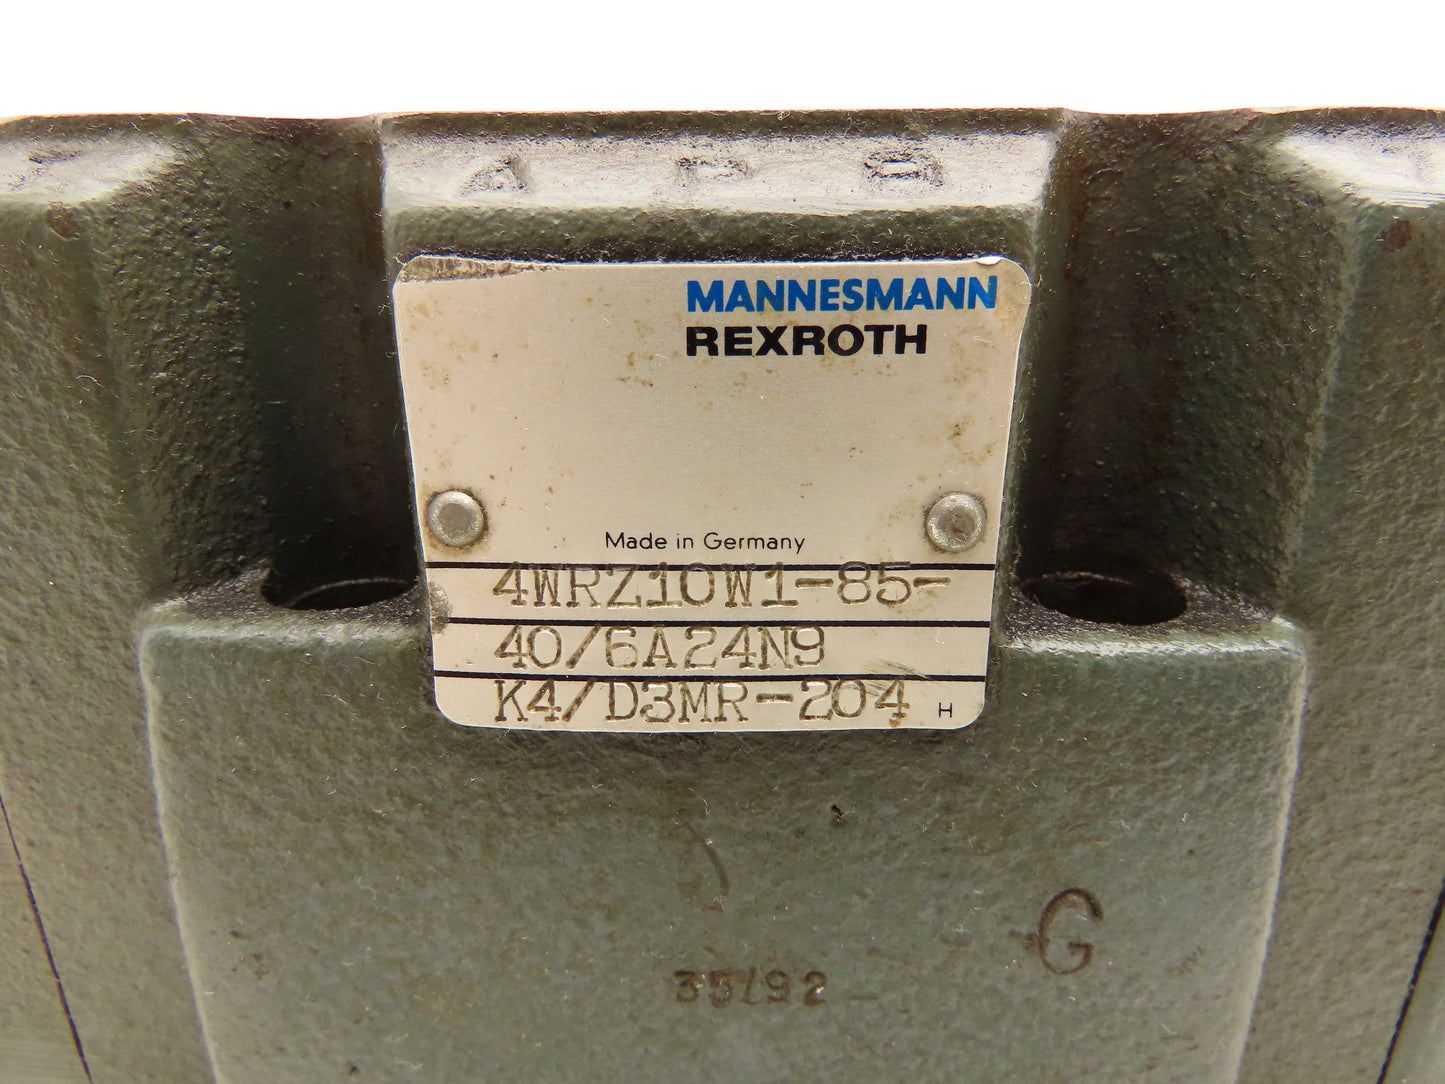 A P B
MANNESMANN
REXROTH
Made in Germany
4WRZ10W1-85-
40/6A24N9
K4/D3MR-204 H
G
35/92